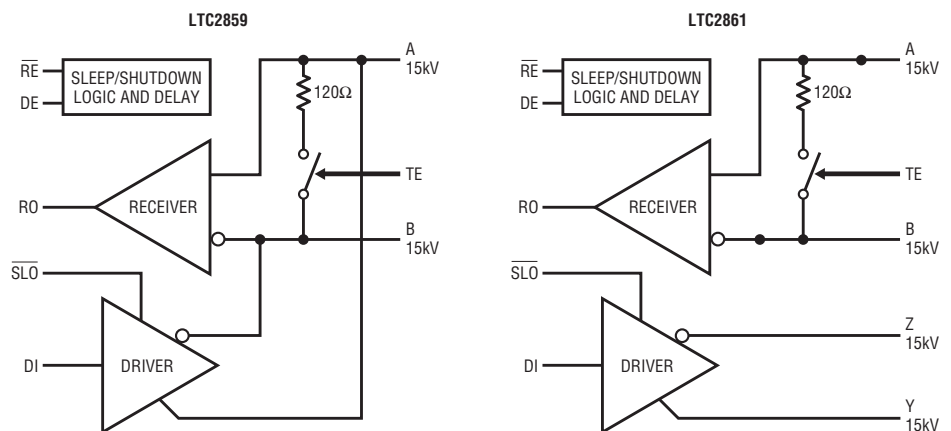 LTC2859
RE
DE
SLEEP/SHUTDOWN
LOGIC AND DELAY
A
15kV
120Ω
TE
RO
RECEIVER
B
15kV
SLO
DI
DRIVER
LTC2861
RE
DE
SLEEP/SHUTDOWN
LOGIC AND DELAY
A
15kV
120Ω
TE
RO
RECEIVER
B
15kV
SLO
Z
15kV
DI
DRIVER
Y
15kV